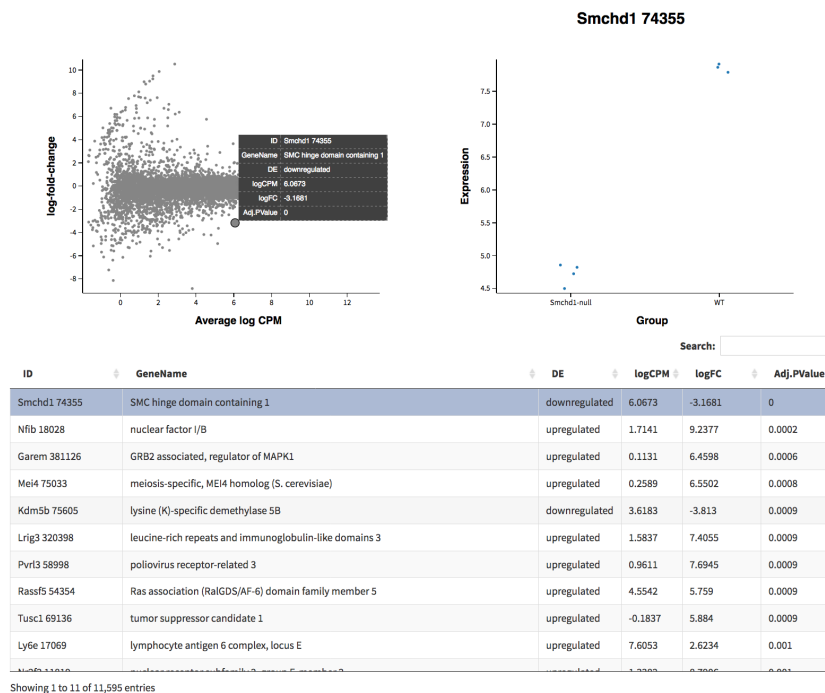 Smchd1 74355
10
8
6
4
2
0
-2
-4
-6
-8
log-fold-change
0 2 4 6 8 10 12
Average log CPM
ID Smchd1 74355
GeneName SMC hinge domain containing 1
DE downregulated
logCPM 6.0673
logFC -3.1681
Adj.PValue 0
7.5
7.0
6.5
6.0
5.5
5.0
4.5
Expression
Smchd1-null WT
Group
Search:
ID GeneName DE logCPM logFC Adj.PValue
Smchd1 74355 SMC hinge domain containing 1 downregulated 6.0673 -3.1681 0
Nfib 18028 nuclear factor I/B upregulated 1.7141 9.2377 0.0002
Garem 381126 GRB2 associated, regulator of MAPK1 upregulated 0.1131 6.4598 0.0006
Mei4 75033 meiosis-specific, MEI4 homolog (S. cerevisiae) upregulated 0.2589 6.5502 0.0008
Kdm5b 75605 lysine (K)-specific demethylase 5B downregulated 3.6183 -3.813 0.0009
Lrig3 320398 leucine-rich repeats and immunoglobulin-like domains 3 upregulated 1.5837 7.4055 0.0009
Pvrl3 58998 poliovirus receptor-related 3 upregulated 0.9611 7.6945 0.0009
Rassf5 54354 Ras association (RalGDS/AF-6) domain family member 5 upregulated 4.5542 5.759 0.0009
Tusc1 69136 tumor suppressor candidate 1 upregulated -0.1837 5.884 0.0009
Ly6e 17069 lymphocyte antigen 6 complex, locus E upregulated 7.6053 2.6234 0.001
Showing 1 to 11 of 11,595 entries